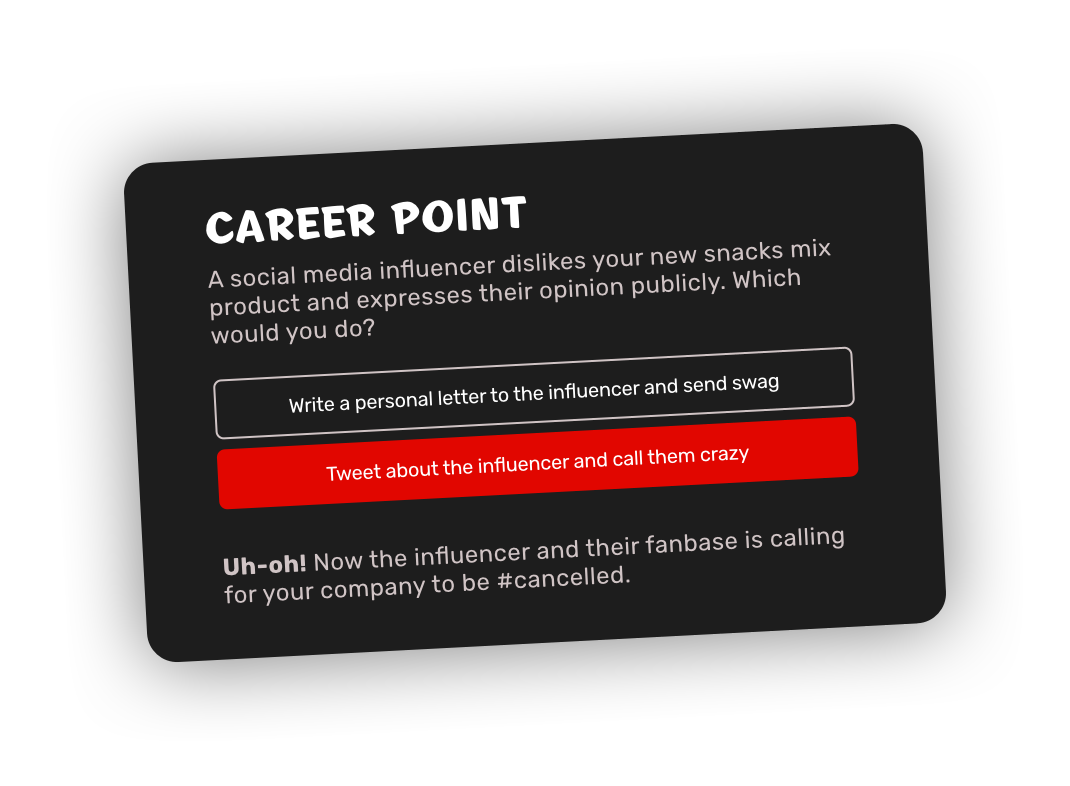 CAREER POINT
A social media influencer dislikes your new snacks mix
product and expresses their opinion publicly. Which
would you do?
Write a personal letter to the influencer and send swag
Tweet about the influencer and call them crazy
Uh-oh! Now the influencer and their fanbase is calling
for your company to be #cancelled.